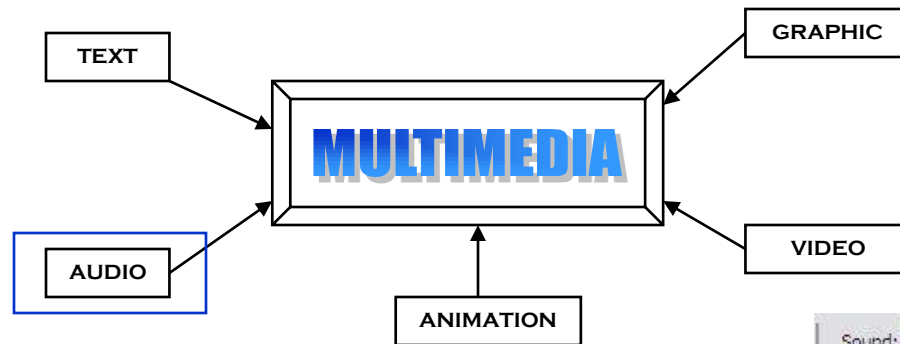 GRAPHIC
TEXT
MULTIMEDIA
AUDIO
VIDEO
ANIMATION
Sound: